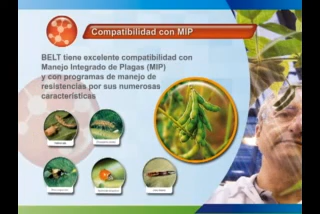 Compatibilidad con MIP
BELT tiene excelente compatibilidad con
Manejo Integrado de Plagas (MIP)
y con programas de manejo de
resistencias por sus numerosas
características